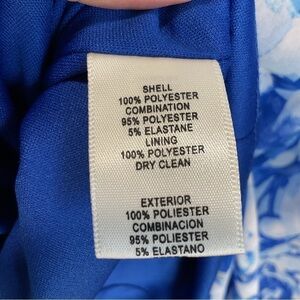 SHELL
100% POLYESTER
COMBINATION
95% POLYESTER
5% ELASTANE
LINING
100% POLYESTER
DRY CLEAN
EXTERIOR
100% POLIESTER
COMBINACION
95% POLIESTER
5% ELASTANO